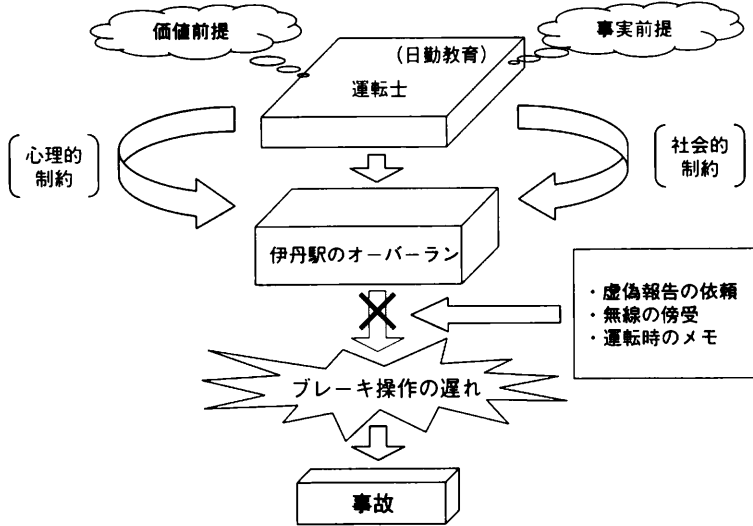 価値前提
事実前提
(日勤教育)
運転士
心理的
制約
社会的
制約
伊丹駅のオーバーラン
・虚偽報告の依頼
・無線の傍受
・運転時のメモ
ブレーキ操作の遅れ
事故